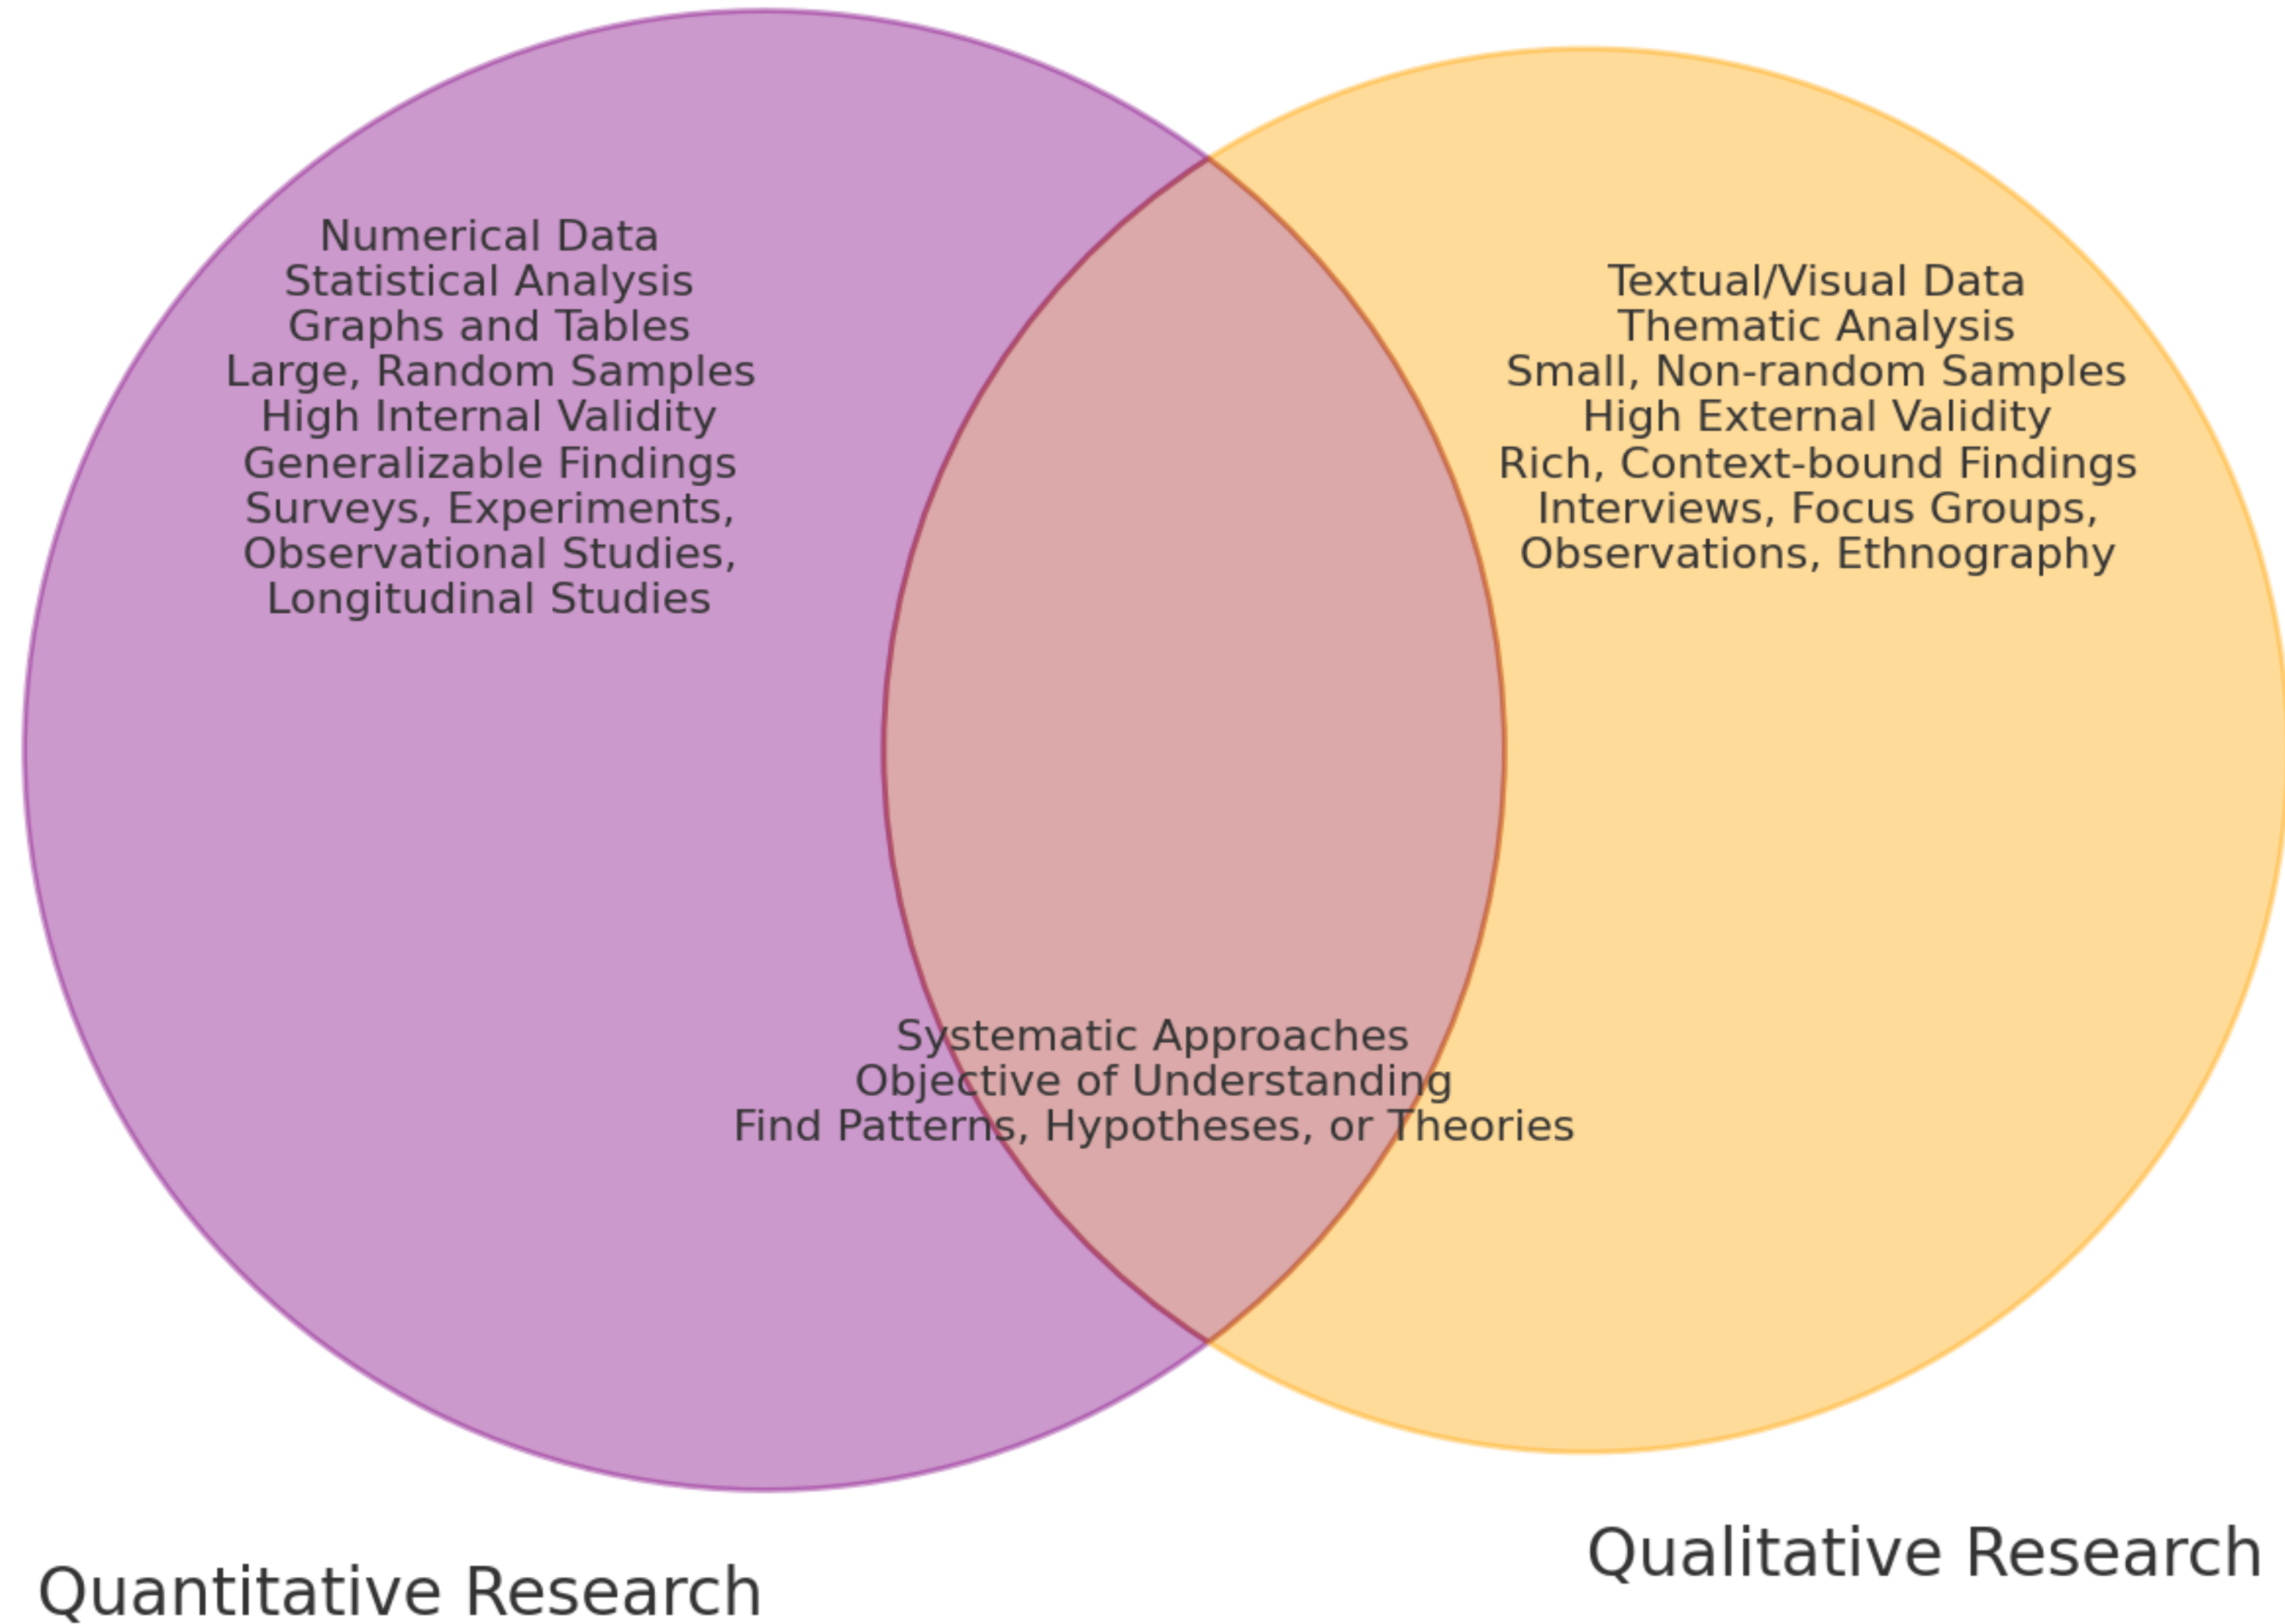 Numerical Data
Statistical Analysis
Graphs and Tables
Large, Random Samples
High Internal Validity
Generalizable Findings
Surveys, Experiments,
Observational Studies,
Longitudinal Studies
Textual/Visual Data
Thematic Analysis
Small, Non-random Samples
High External Validity
Rich, Context-bound Findings
Interviews, Focus Groups,
Observations, Ethnography
Systematic Approaches
Objective of Understanding
Find Patterns, Hypotheses, or Theories
Quantitative Research
Qualitative Research